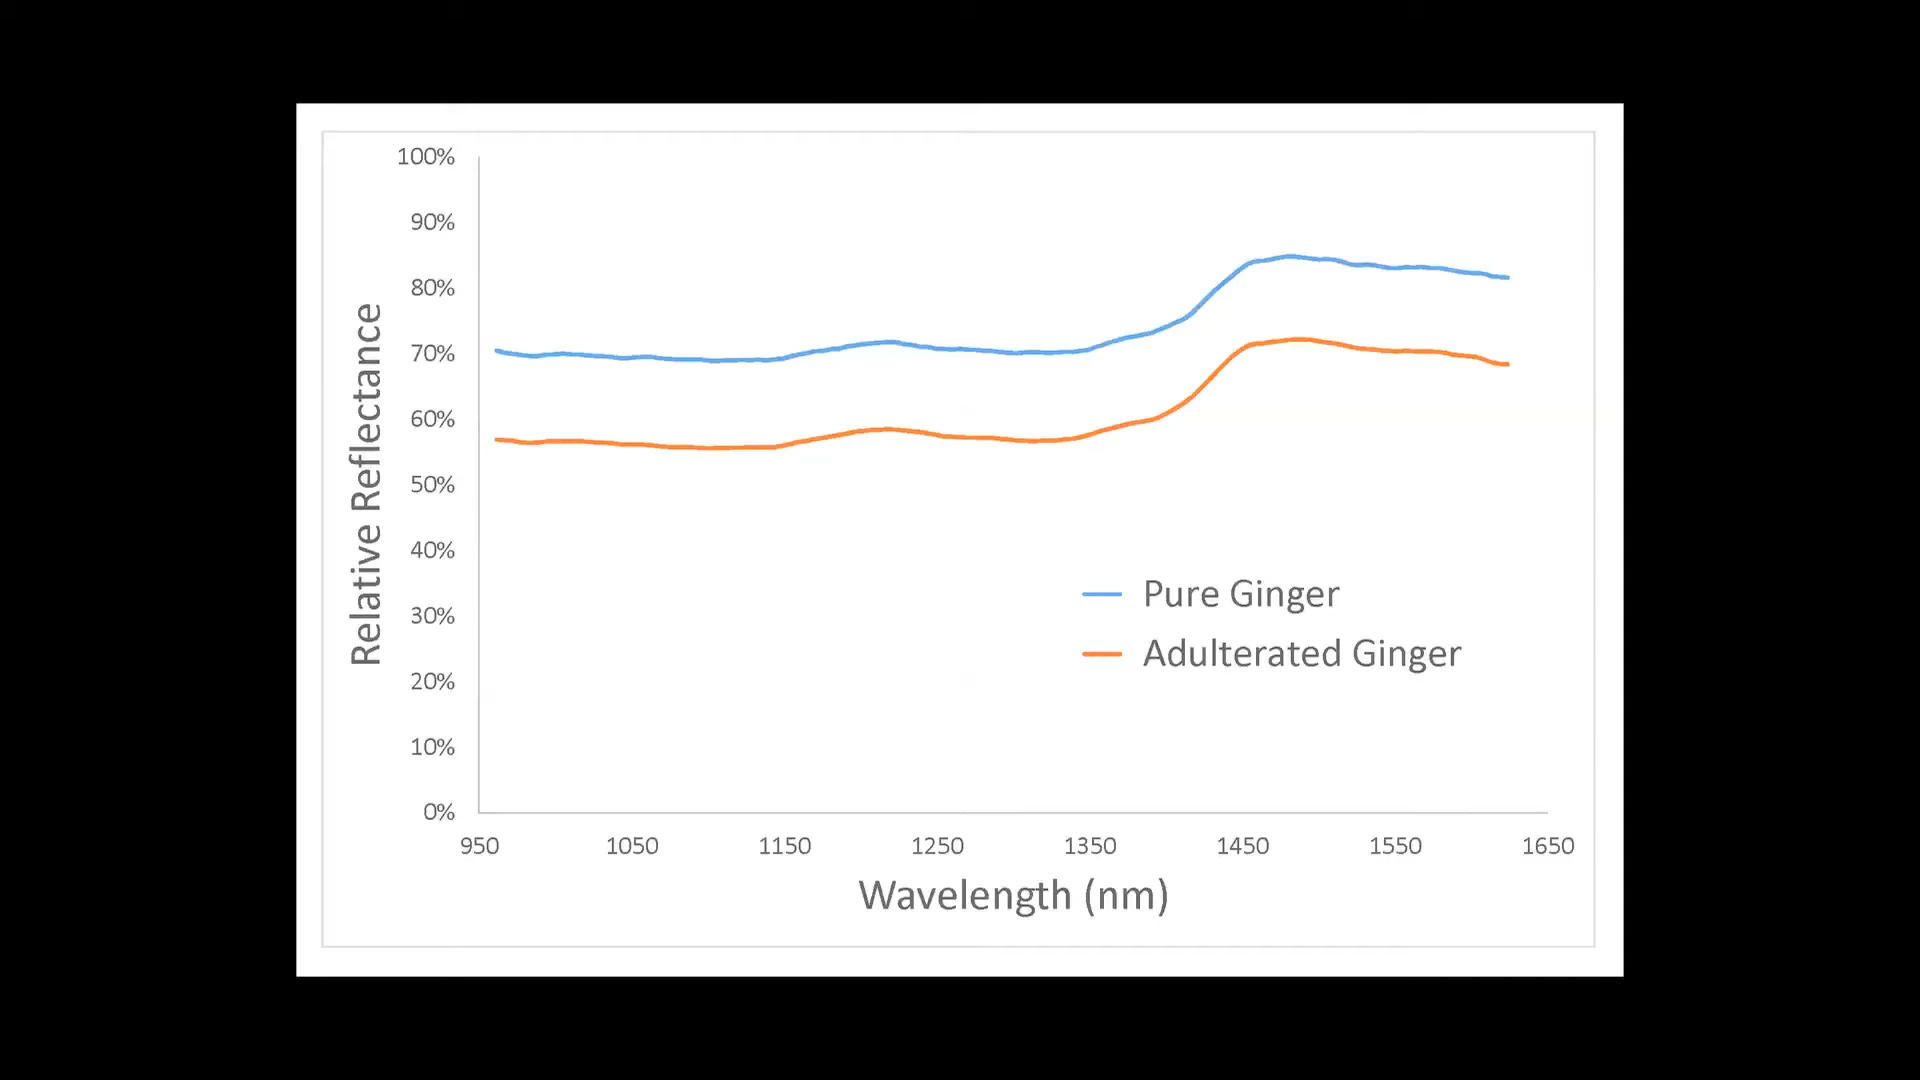 100%
90%
80%
70%
60%
50%
40%
30%
20%
10%
0%
Relative Reflectance
Pure Ginger
Adulterated Ginger
950 1050 1150 1250 1350 1450 1550 1650
Wavelength (nm)